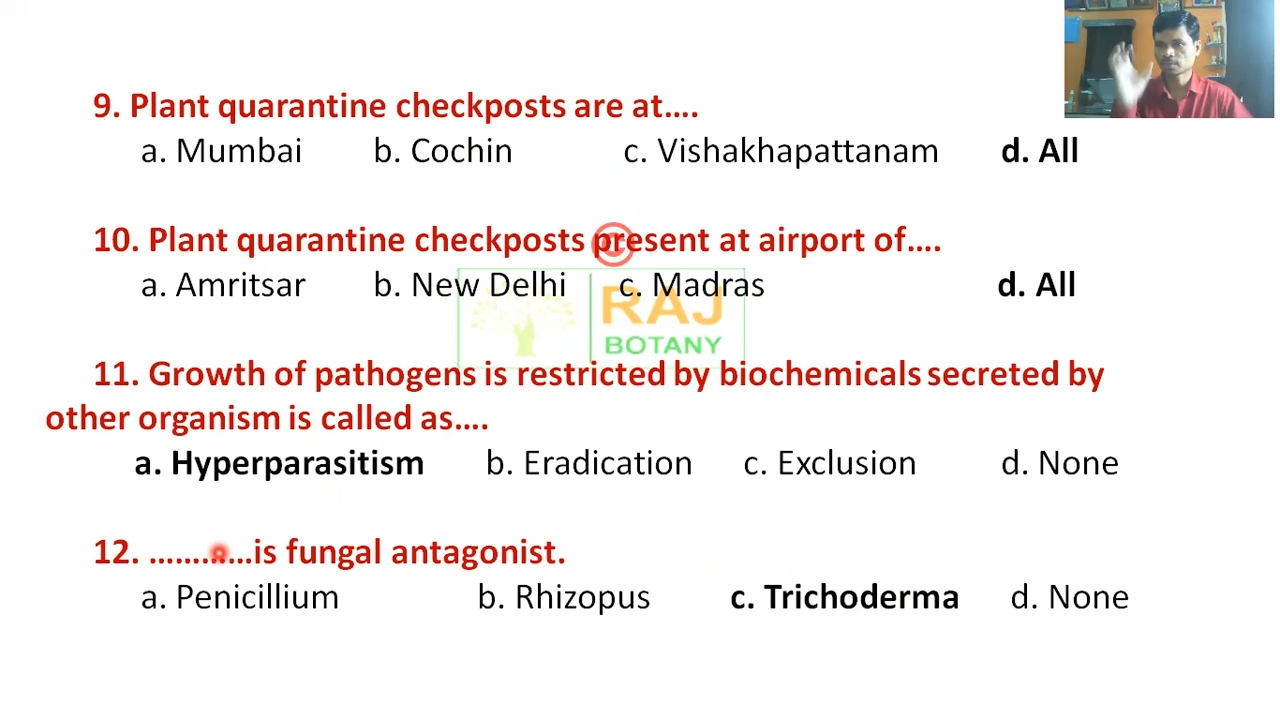 9. Plant quarantine checkposts are at....
a. Mumbai b. Cochin c. Vishakhapattanam d. All
10. Plant quarantine checkposts present at airport of....
a. Amritsar b. New Delhi c. Madras d. All
©
RAJ
BOTANY
11. Growth of pathogens is restricted by biochemicals secreted by
other organism is called as....
a. Hyperparasitism b. Eradication c. Exclusion d. None
12. ............is fungal antagonist.
a. Penicillium b. Rhizopus c. Trichoderma d. None